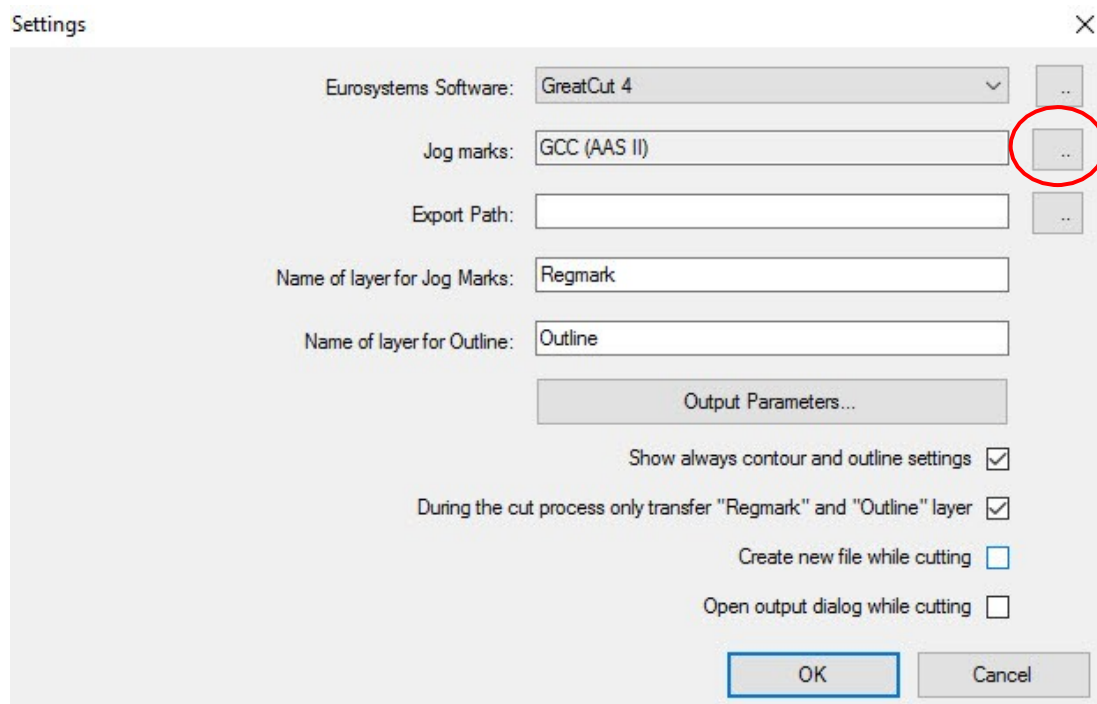 Settings
Eurosystems Software: GreatCut 4 ..
Jog marks: GCC (AAS II) ..
Export Path: ..
Name of layer for Jog Marks: Regmark
Name of layer for Outline: Outline
Output Parameters...
Show always contour and outline settings
During the cut process only transfer "Regmark" and "Outline" layer
Create new file while cutting
Open output dialog while cutting
OK Cancel